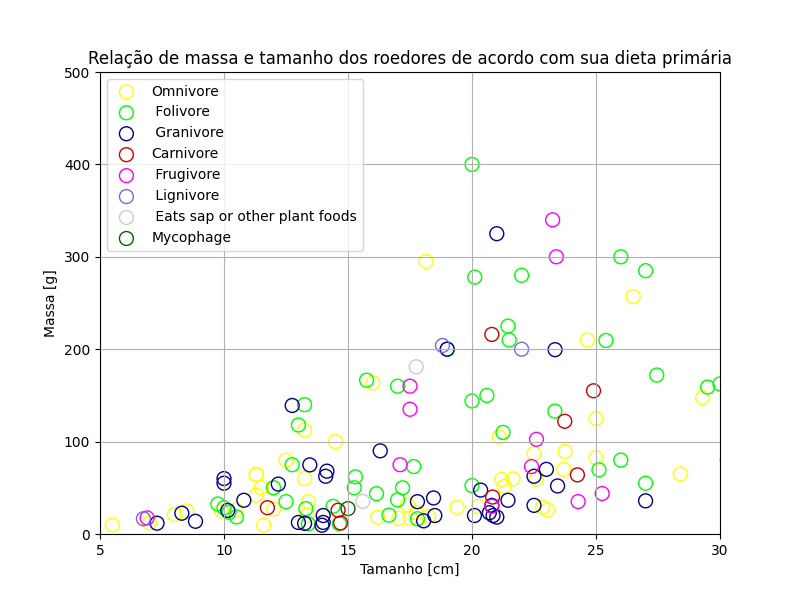 Relação de massa e tamanho dos roedores de acordo com sua dieta primária
500
400
300
200
100
0
Massa [g]
Omnivore
Folivore
Granivore
Carnivore
Frugivore
Lignivore
Eats sap or other plant foods
Mycophage
5 10 15 20 25 30
Tamanho [cm]